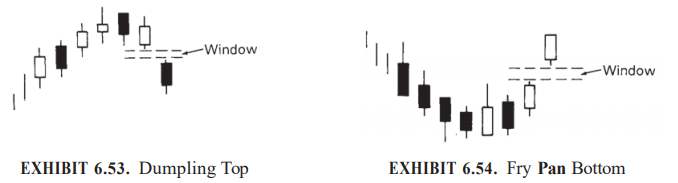 Window
Window
EXHIBIT 6.53. Dumpling Top
EXHIBIT 6.54. Fry Pan Bottom